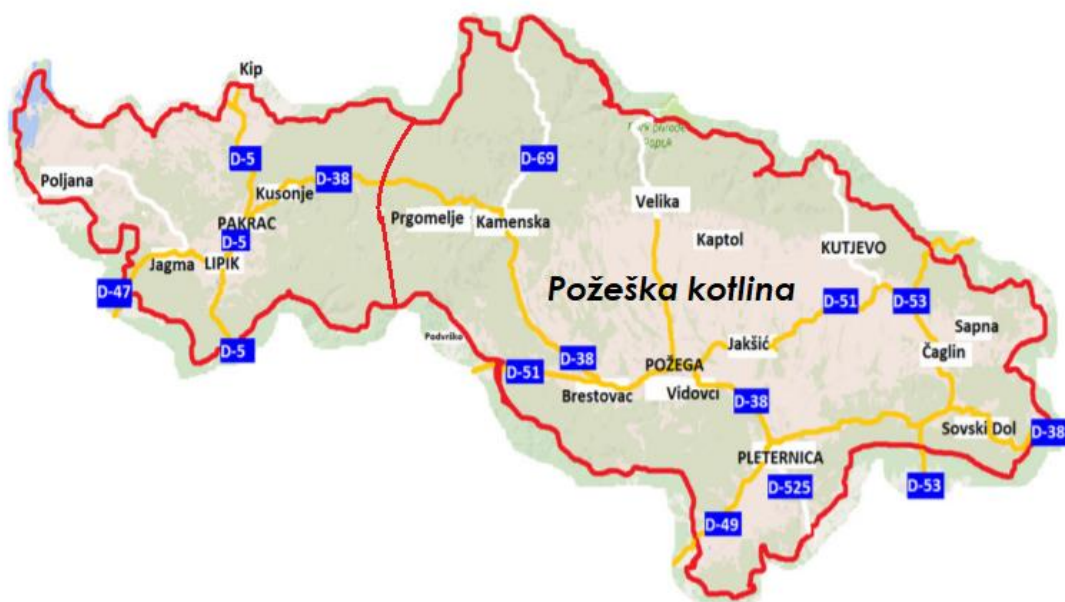 Kip
D-5
Poljana
Kusonje
D-38
PAKRAC
D-5
Jagma
LIPIK
D-47
D-5
D-69
Prgomelje
Kamenska
Velika
Kaptol
KUTJEVO
Požeška kotlina
D-51
D-53
Sapna
Čaglin
Jakšić
POŽEGA
Vidovci
D-38
Podvrško
D-51
D-38
Brestovac
Sovski Dol
D-38
PLETERNICA
D-525
D-53
D-49